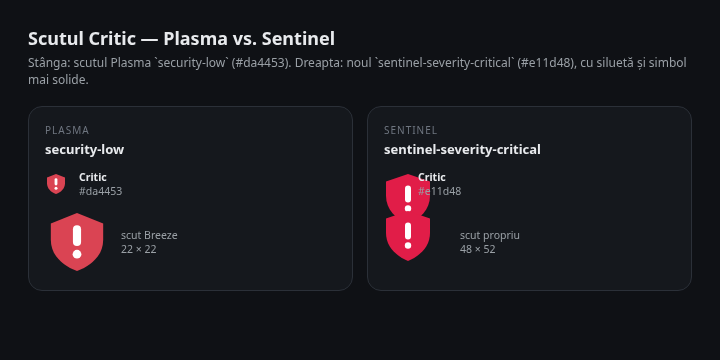 Scutul Critic — Plasma vs. Sentinel
Stânga: scutul Plasma `security-low` (#da4453). Dreapta: noul `sentinel-severity-critical` (#e11d48), cu siluetă și simbol
mai solide.
PLASMA
security-low
Critic
#da4453
scut Breeze
22 × 22
SENTINEL
sentinel-severity-critical
Critic
#e11d48
scut propriu
48 × 52